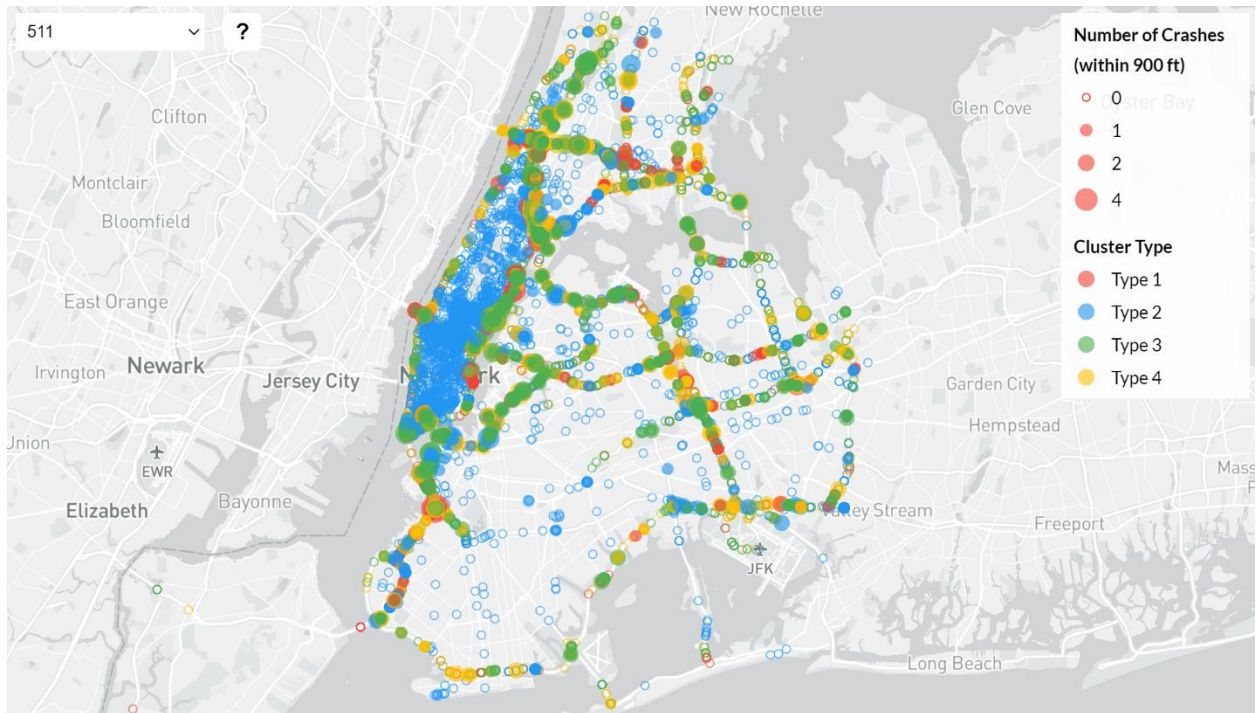 511
?
New Rochelle
Number of Crashes
(within 900 ft)
0
1
2
4
Oyster Bay
Glen Cove
Clifton
Montclair
Bloomfield
Cluster Type
Type 1
Type 2
Type 3
Type 4
East Orange
Newark
Irvington
Jersey City
Garden City
Hempstead
Union
EWR
Elizabeth
Bayonne
Valley Stream
Freeport
JFK
Long Beach